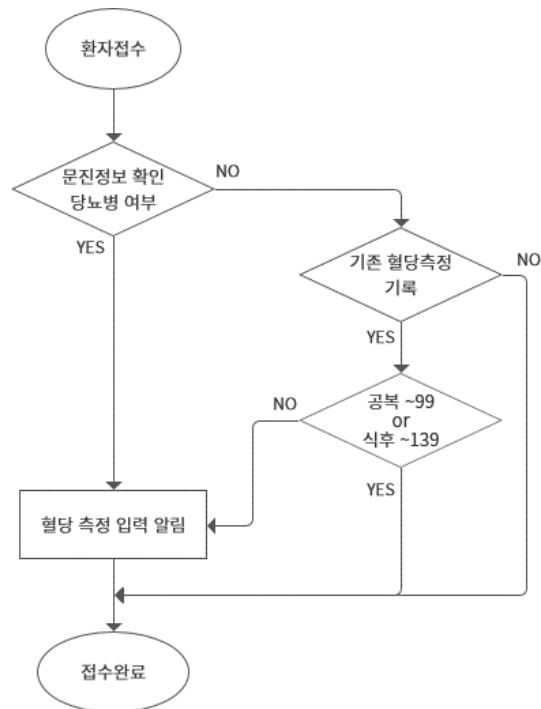 환자접수
문진정보 확인
당뇨병 여부
NO
YES
기존 혈당측정
기록
NO
YES
공복 ~99
or
식후 ~139
NO
YES
혈당 측정 입력 알림
접수완료